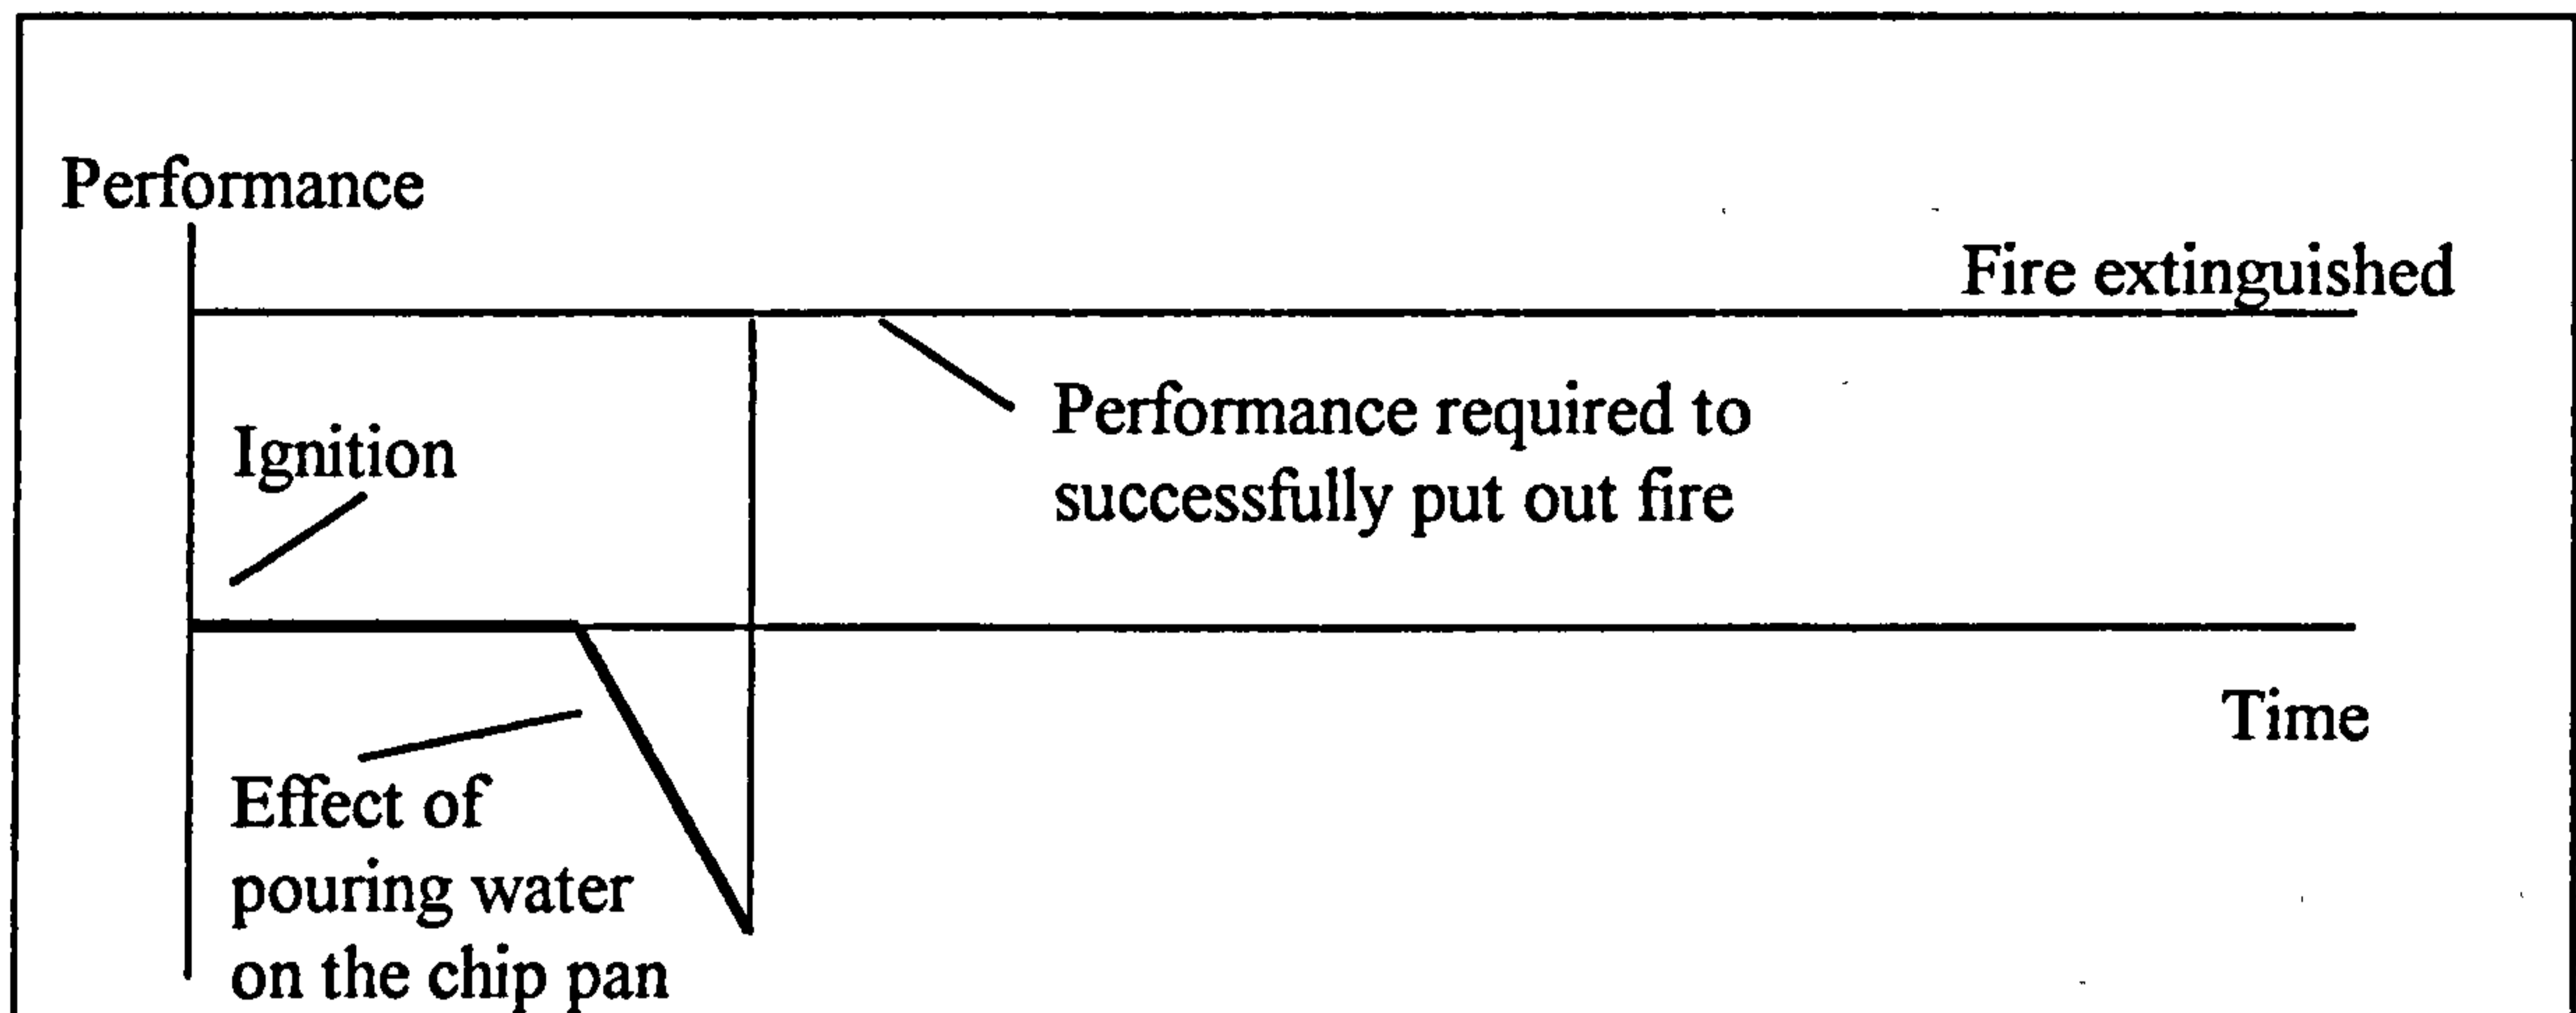 Performance
Fire extinguished
Performance required to
successfully put out fire
Ignition
Time
Effect of
pouring water
on the chip pan